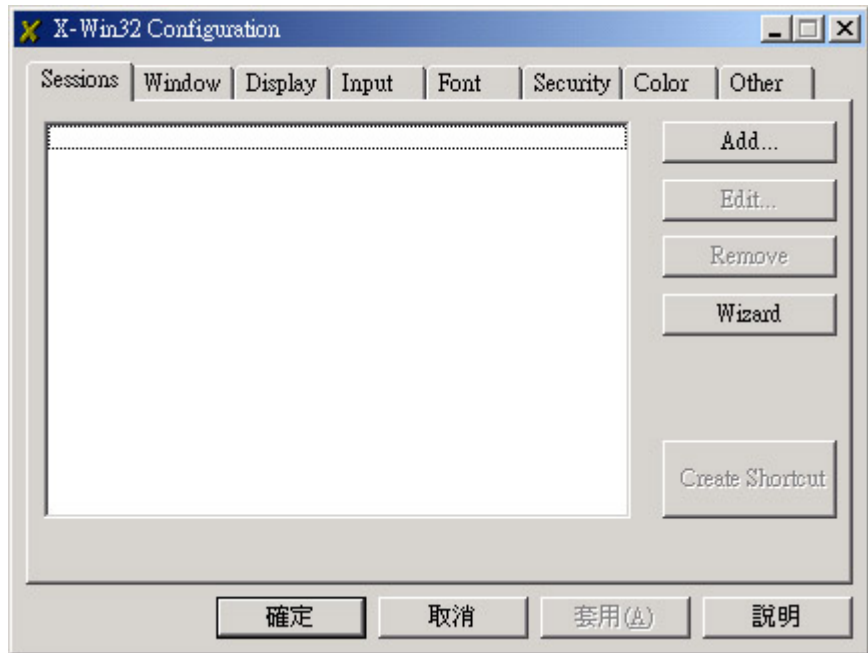 X-Win32 Configuration
Sessions Window Display Input Font Security Color Other
Add...
Edit...
Remove
Wizard
Create Shortcut
確定 取消 套用(A) 說明